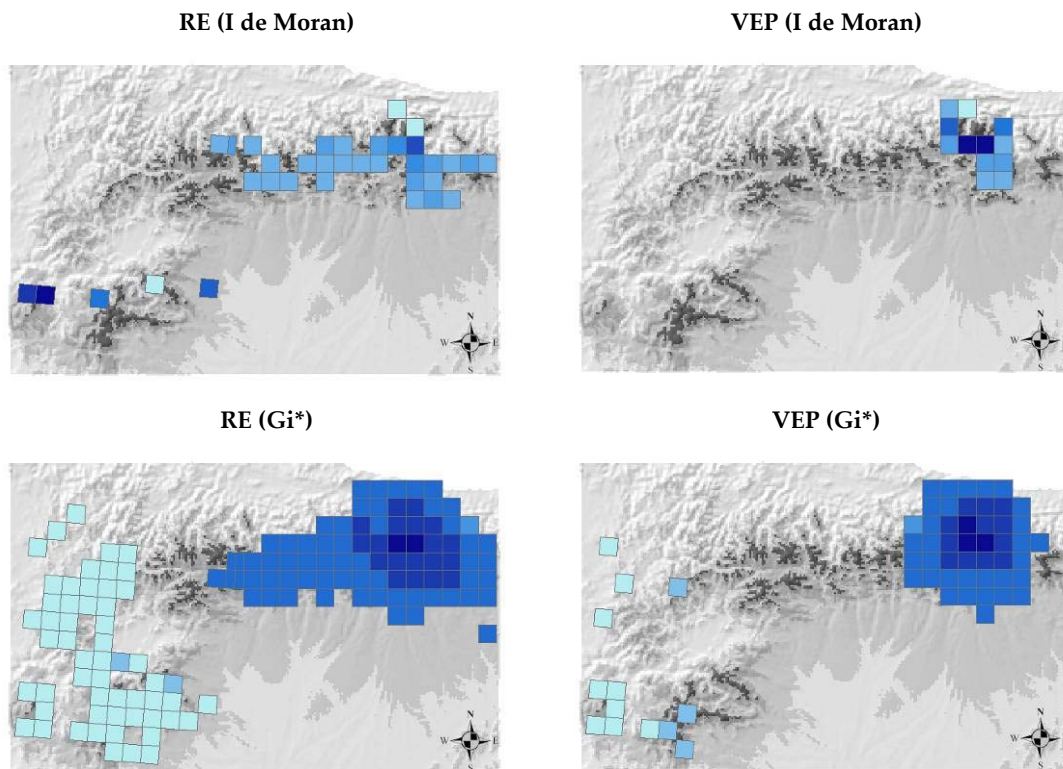 RE (I de Moran)
VEP (I de Moran)
N
W E
S
N
W E
S
RE (Gi*)
VEP (Gi*)
N
W E
S
N
W E
S